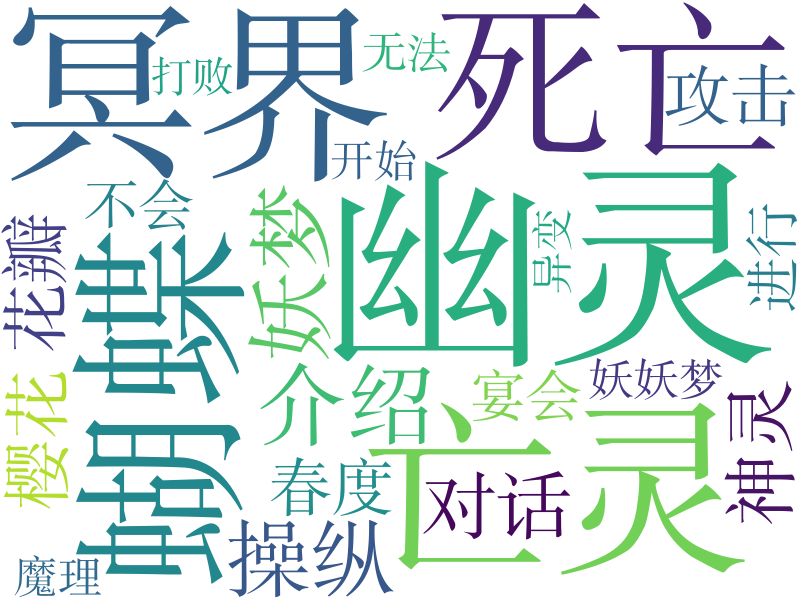 冥界
打败
无法
死亡
攻击
开始
不会
花瓣
蝴蝶
妖梦
幽灵
异变
进行
樱花
介绍
宴会
妖妖梦
神灵
亡灵
春度
对话
操纵
魔理